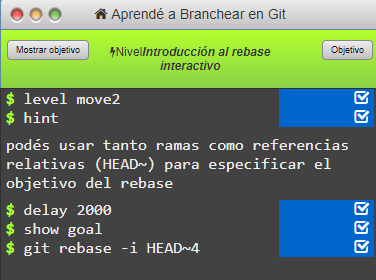 Aprendé a Branchear en Git
Mostrar objetivo
NivelIntroducción al rebase
interactivo
Objetivo
$ level move2
$ hint
podés usar tanto ramas como referencias
relativas (HEAD~) para especificar el
objetivo del rebase
$ delay 2000
$ show goal
$ git rebase -i HEAD~4